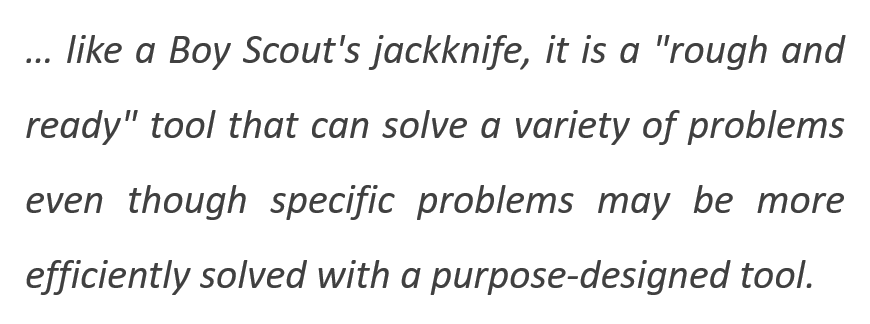 ... like a Boy Scout's jackknife, it is a "rough and
ready" tool that can solve a variety of problems
even though specific problems may be more
efficiently solved with a purpose-designed tool.